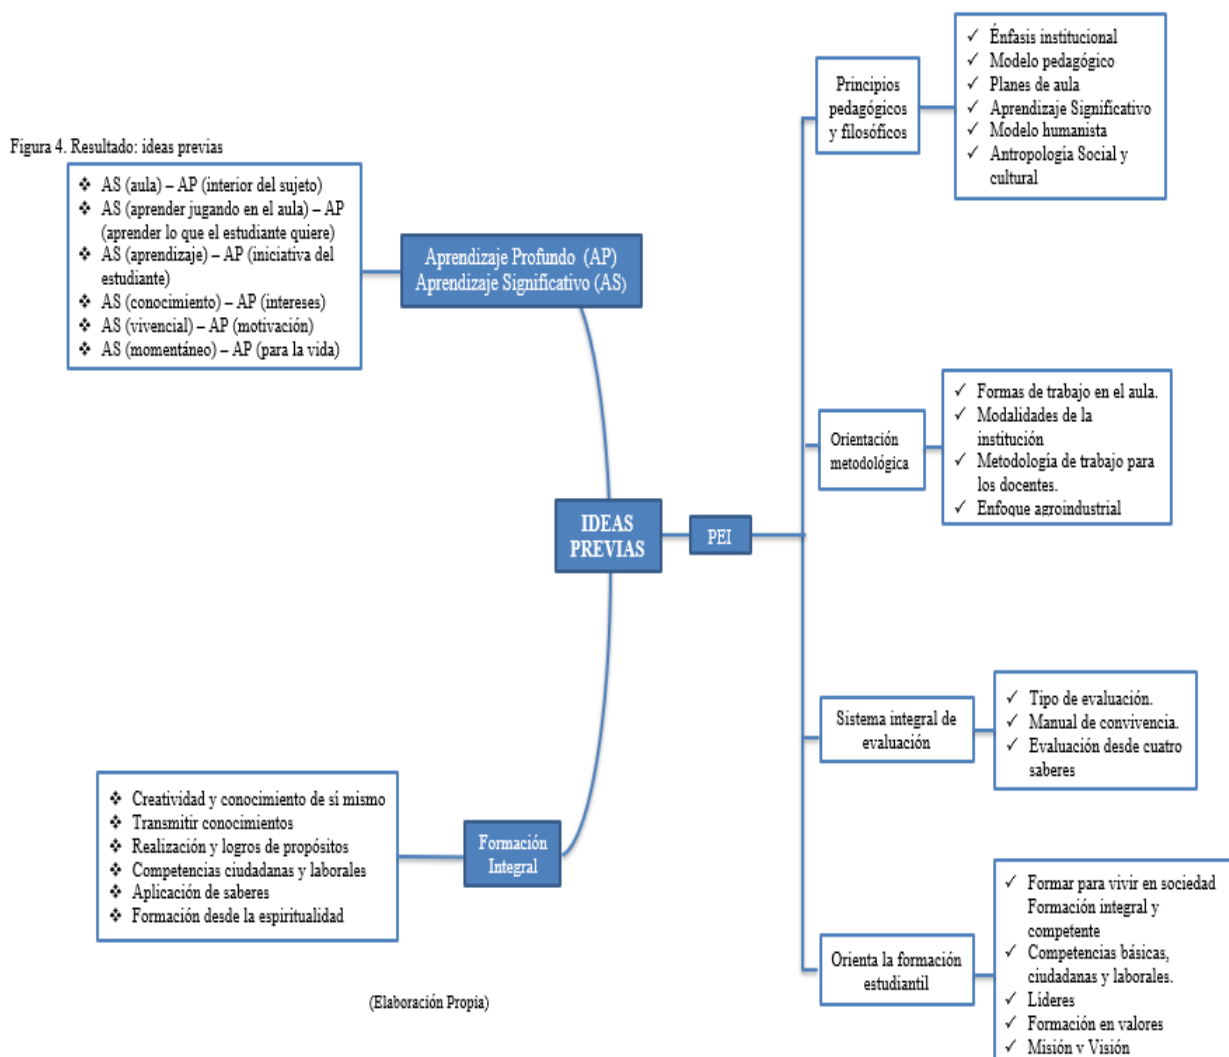 Figura 4. Resultado: ideas previas
❖ AS (aula) – AP (interior del sujeto)
❖ AS (aprender jugando en el aula) – AP
(aprender lo que el estudiante quiere)
❖ AS (aprendizaje) – AP (iniciativa del
estudiante)
❖ AS (conocimiento) – AP (intereses)
❖ AS (vivencial) – AP (motivación)
❖ AS (momentáneo) – AP (para la vida)
Aprendizaje Profundo (AP)
Aprendizaje Significativo (AS)
IDEAS
PREVIAS
Formación
Integral
❖ Creatividad y conocimiento de sí mismo
❖ Transmitir conocimientos
❖ Realización y logros de propósitos
❖ Competencias ciudadanas y laborales
❖ Aplicación de saberes
❖ Formación desde la espiritualidad
(Elaboración Propia)
PEI
Principios
pedagógicos
y filosóficos
✓ Énfasis institucional
✓ Modelo pedagógico
✓ Planes de aula
✓ Aprendizaje Significativo
✓ Modelo humanista
✓ Antropología Social y
cultural
Orientación
metodológica
✓ Formas de trabajo en el aula.
✓ Modalidades de la
institución
✓ Metodología de trabajo para
los docentes.
✓ Enfoque agroindustrial
Sistema integral de
evaluación
✓ Tipo de evaluación.
✓ Manual de convivencia.
✓ Evaluación desde cuatro
saberes
Orienta la formación
estudiantil
✓ Formar para vivir en sociedad
Formación integral y
competente
✓ Competencias básicas,
ciudadanas y laborales.
✓ Líderes
✓ Formación en valores
✓ Misión y Visión